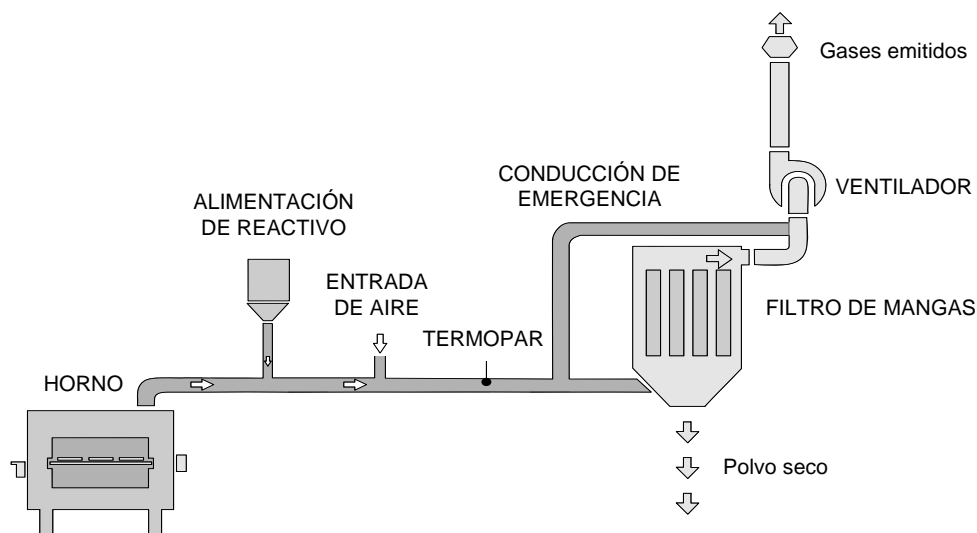 Gases emitidos
CONDUCCIÓN DE
EMERGENCIA
VENTILADOR
ALIMENTACIÓN
DE REACTIVO
ENTRADA
DE AIRE
FILTRO DE MANGAS
TERMOPAR
HORNO
Polvo seco